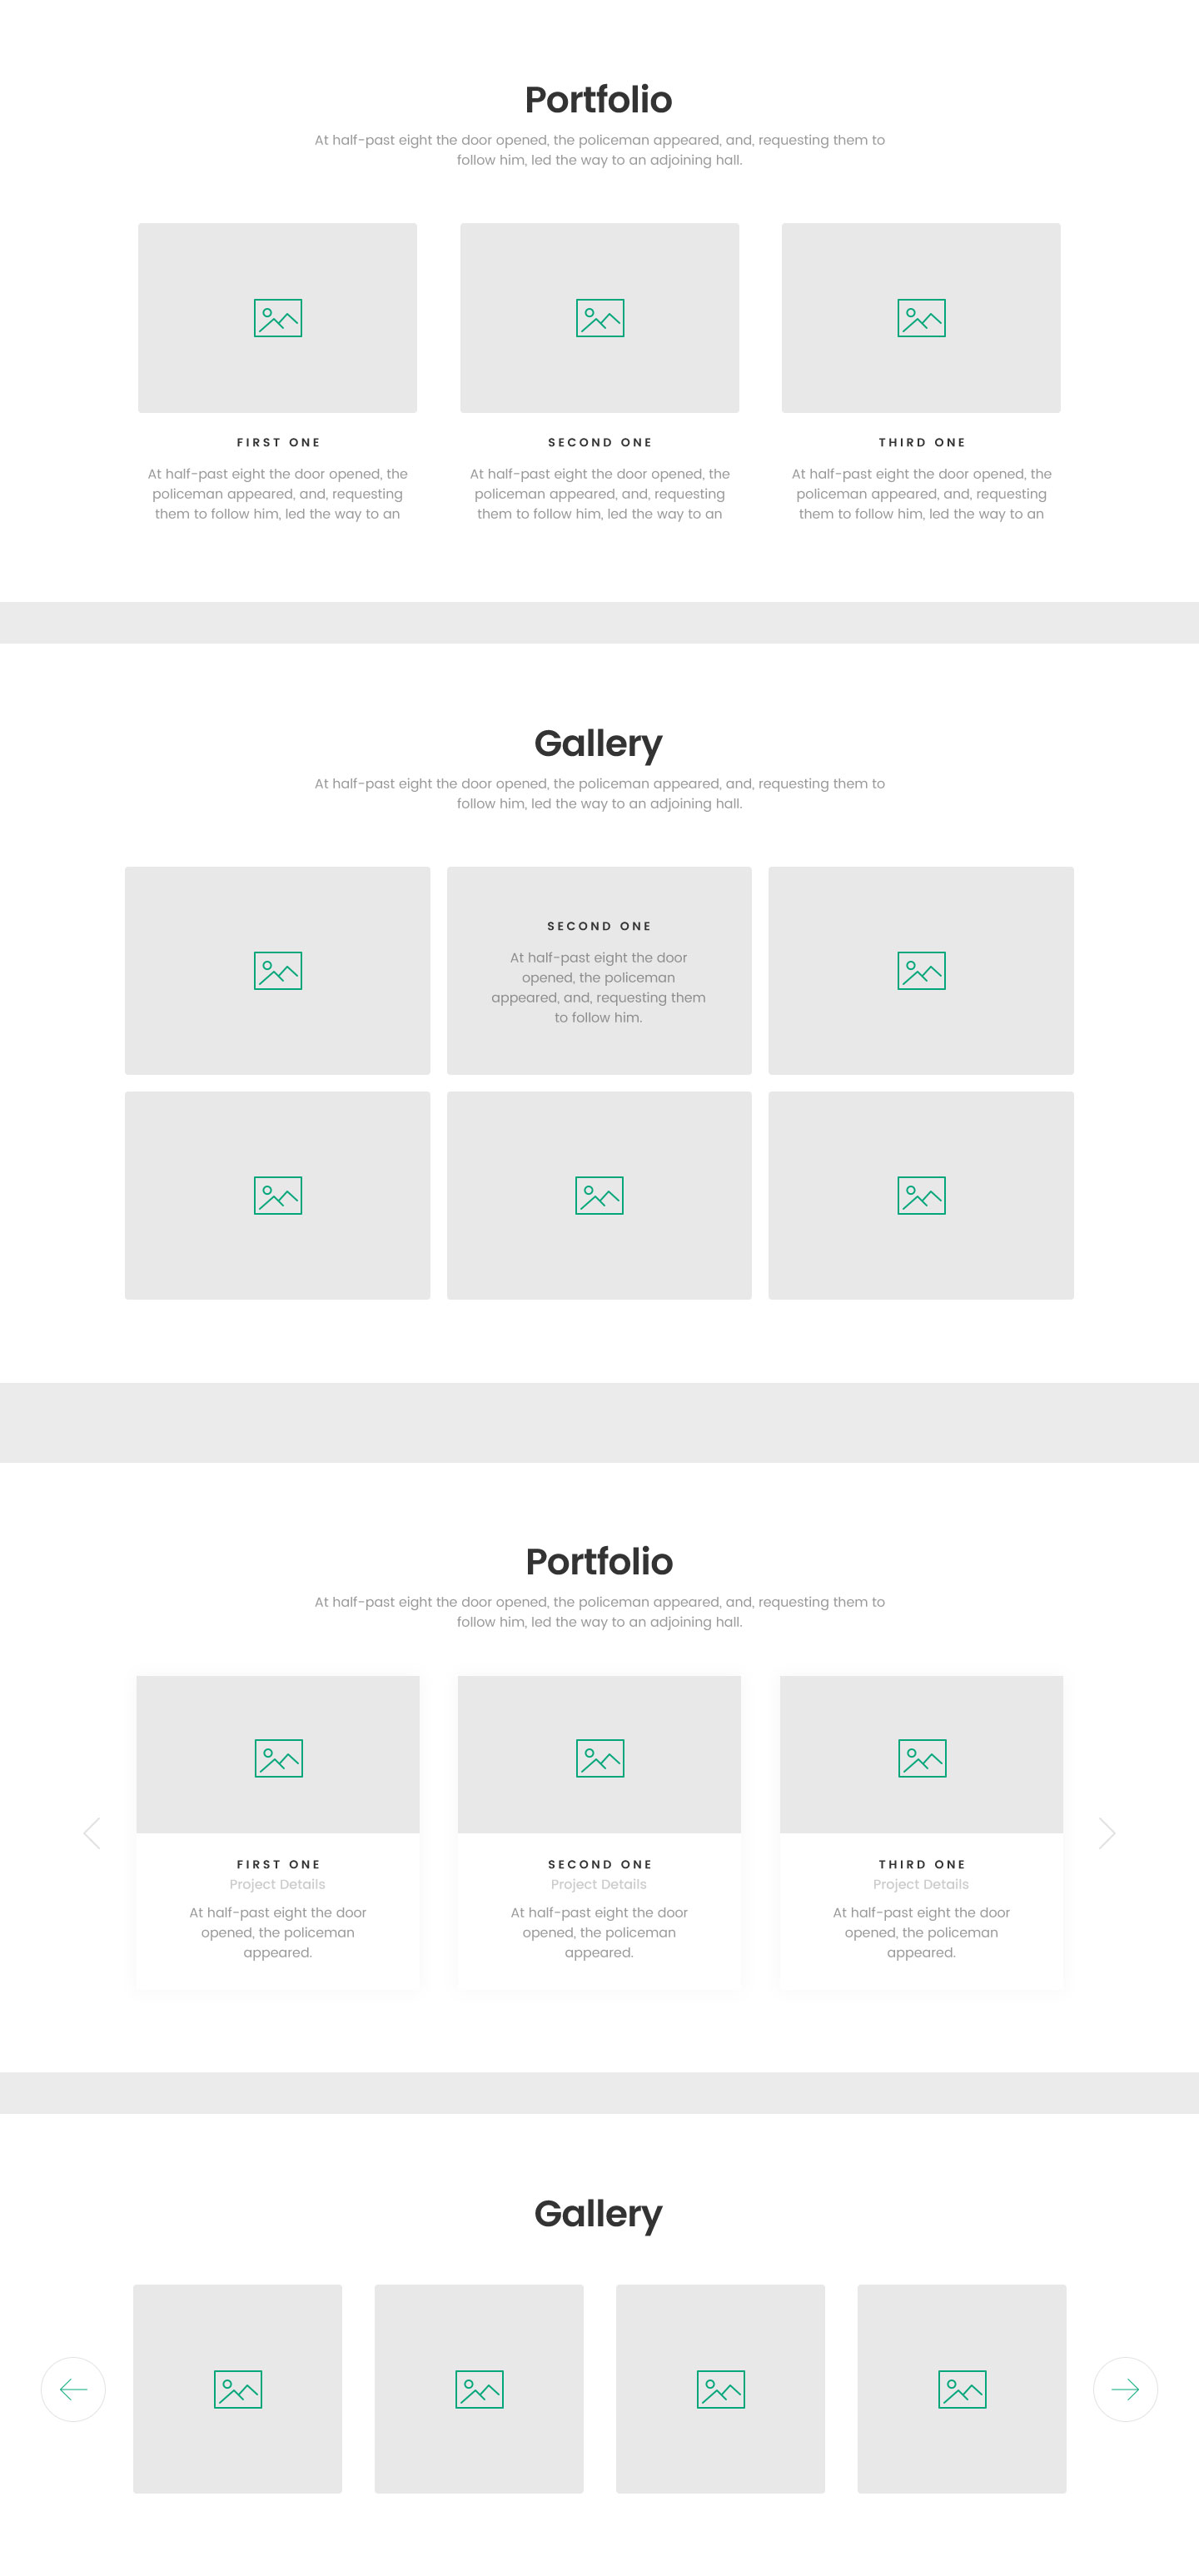 Portfolio
At half-past eight the door opened, the policeman appeared, and, requesting them to
follow him, led the way to an adjoining hall.
FIRST ONE
At half-past eight the door opened, the
policeman appeared, and, requesting
them to follow him, led the way to an
SECOND ONE
At half-past eight the door opened, the
policeman appeared, and, requesting
them to follow him, led the way to an
THIRD ONE
At half-past eight the door opened, the
policeman appeared, and, requesting
them to follow him, led the way to an
Gallery
At half-past eight the door opened, the policeman appeared, and, requesting them to
follow him, led the way to an adjoining hall.
SECOND ONE
At half-past eight the door
opened, the policeman
appeared, and, requesting them
to follow him.
Portfolio
At half-past eight the door opened, the policeman appeared, and, requesting them to
follow him, led the way to an adjoining hall.
FIRST ONE
Project Details
At half-past eight the door
opened, the policeman
appeared.
SECOND ONE
Project Details
At half-past eight the door
opened, the policeman
appeared.
THIRD ONE
Project Details
At half-past eight the door
opened, the policeman
appeared.
Gallery